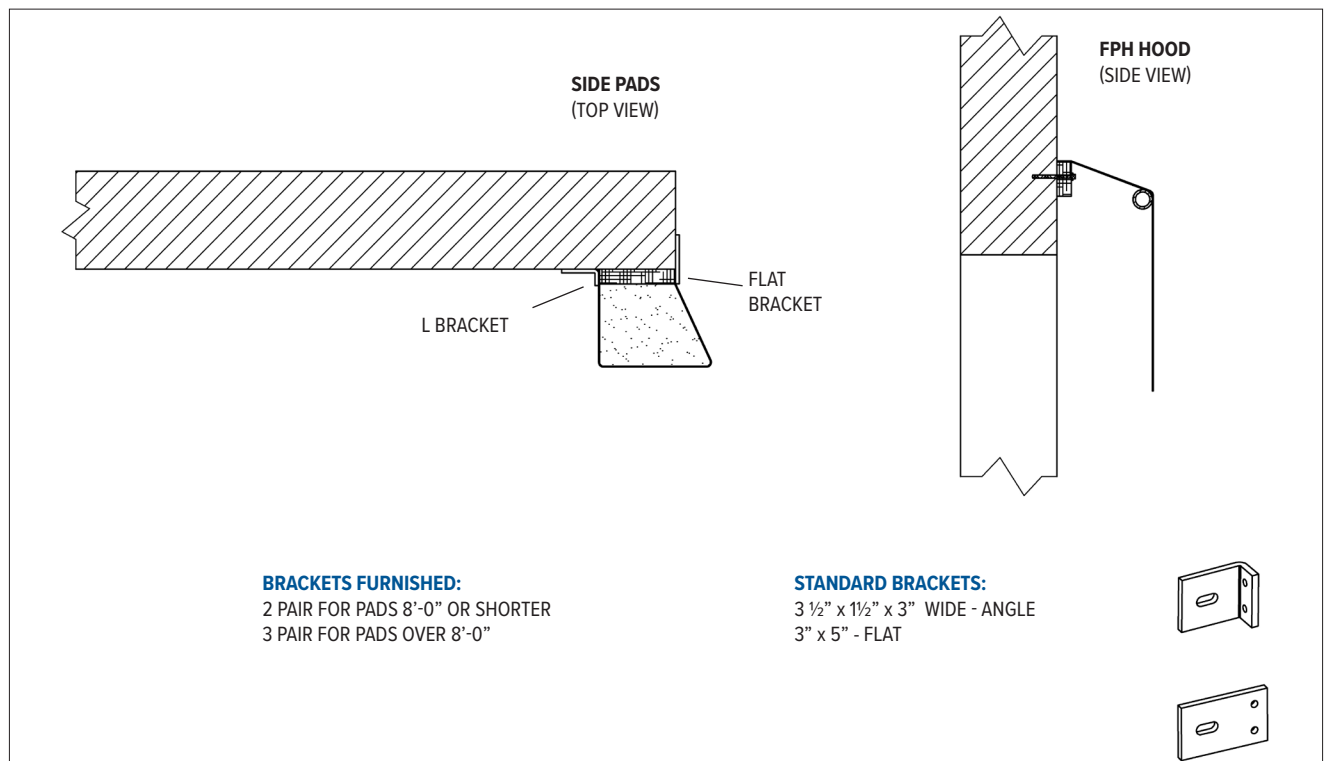 SIDE PADS
(TOP VIEW)
FPH HOOD
(SIDE VIEW)
L BRACKET
FLAT
BRACKET
BRACKETS FURNISHED:
2 PAIR FOR PADS 8’-0” OR SHORTER
3 PAIR FOR PADS OVER 8’-0”
STANDARD BRACKETS:
3 ½” x 1½” x 3” WIDE - ANGLE
3” x 5” - FLAT